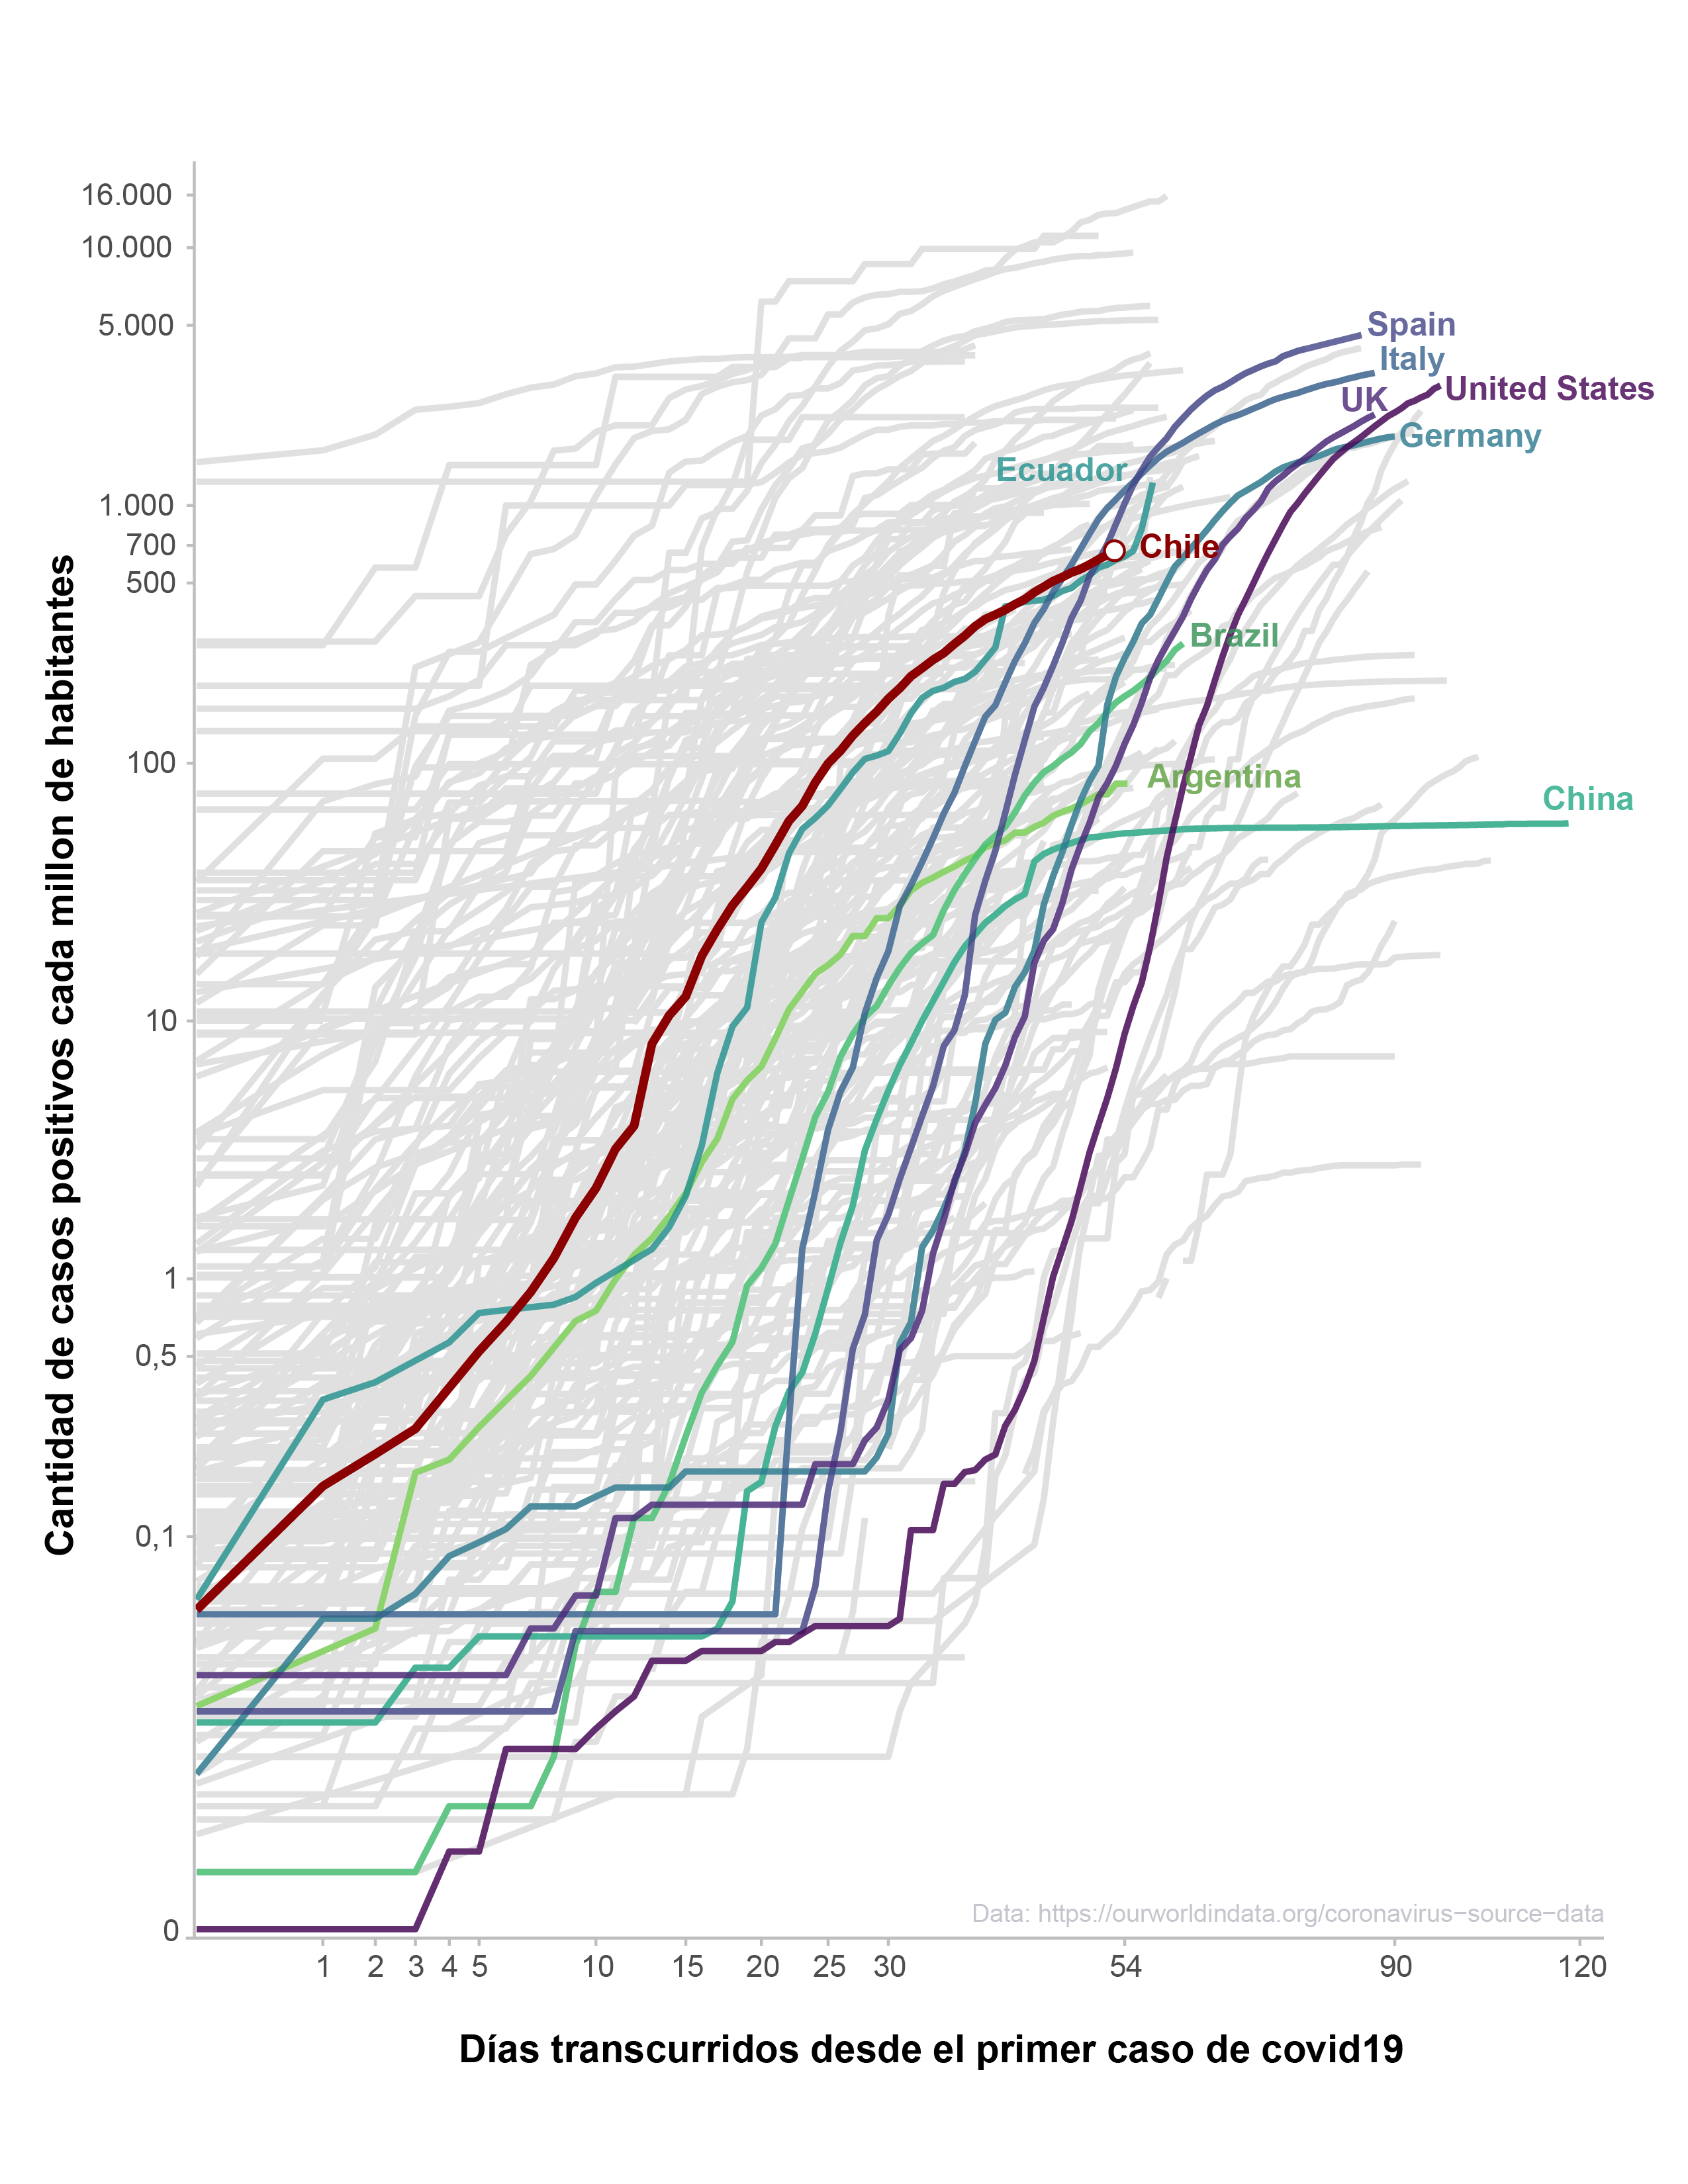 16.000
10.000
5.000
1.000
700
500
100
10
1
0,5
0,1
0
Cantidad de casos positivos cada millon de habitantes
Spain
Italy
UK
United States
Germany
Ecuador
Chile
Brazil
Argentina
China
Data: https://ourworldindata.org/coronavirus−source−data
1 2 3 4 5 10 15 20 25 30 54 90 120
Días transcurridos desde el primer caso de covid19